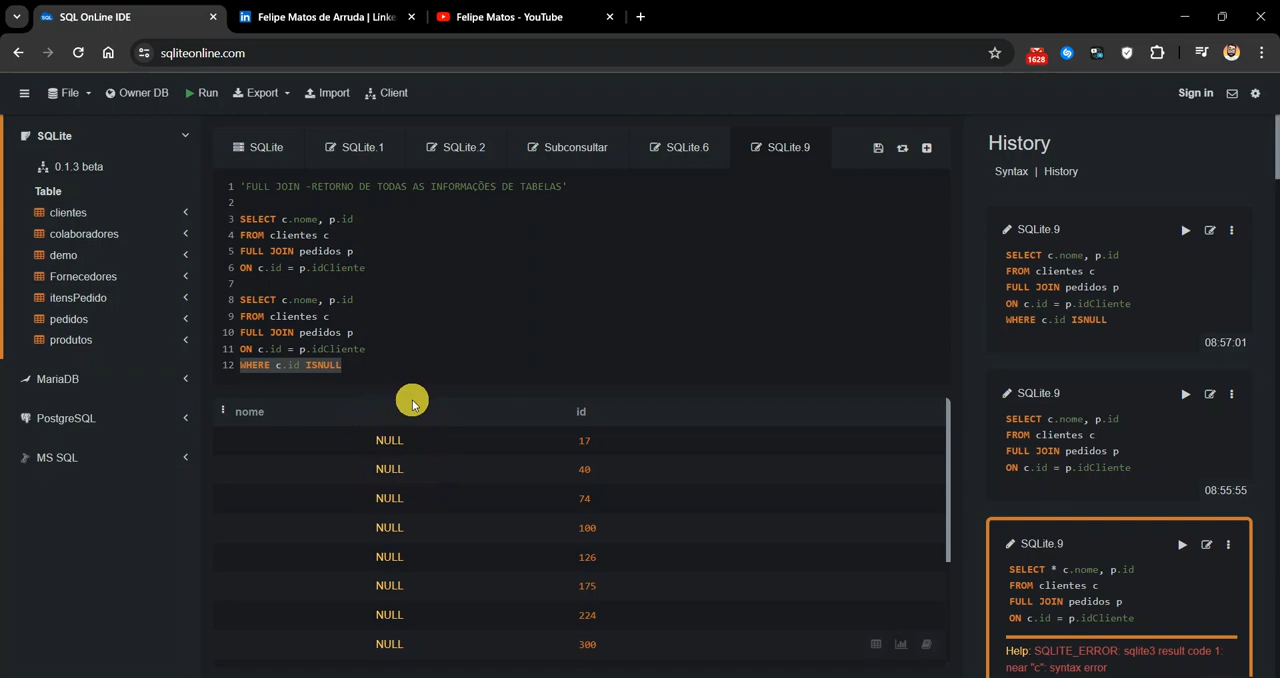 SQL OnLine IDE
Felipe Matos de Arruda | Linke
Felipe Matos - YouTube
sqliteonline.com
1628
File
Owner DB
Run
Export
Import
Client
Sign in
SQLite
0.1.3 beta
Table
clientes
colaboradores
demo
Fornecedores
itensPedido
pedidos
produtos
MariaDB
PostgreSQL
MS SQL
SQLite
SQLite.1
SQLite.2
Subconsultar
SQLite.6
SQLite.9
1 'FULL JOIN -RETORNO DE TODAS AS INFORMAÇÕES DE TABELAS'
2
3 SELECT c.nome, p.id
4 FROM clientes c
5 FULL JOIN pedidos p
6 ON c.id = p.idCliente
7
8 SELECT c.nome, p.id
9 FROM clientes c
10 FULL JOIN pedidos p
11 ON c.id = p.idCliente
12 WHERE c.id ISNULL
nome id
NULL 17
NULL 40
NULL 74
NULL 100
NULL 126
NULL 175
NULL 224
NULL 300
History
Syntax | History
SQLite.9
SELECT c.nome, p.id
FROM clientes c
FULL JOIN pedidos p
ON c.id = p.idCliente
WHERE c.id ISNULL
08:57:01
SQLite.9
SELECT c.nome, p.id
FROM clientes c
FULL JOIN pedidos p
ON c.id = p.idCliente
08:55:55
SQLite.9
SELECT * c.nome, p.id
FROM clientes c
FULL JOIN pedidos p
ON c.id = p.idCliente
Help: SQLITE_ERROR: sqlite3 result code 1:
near "c": syntax error